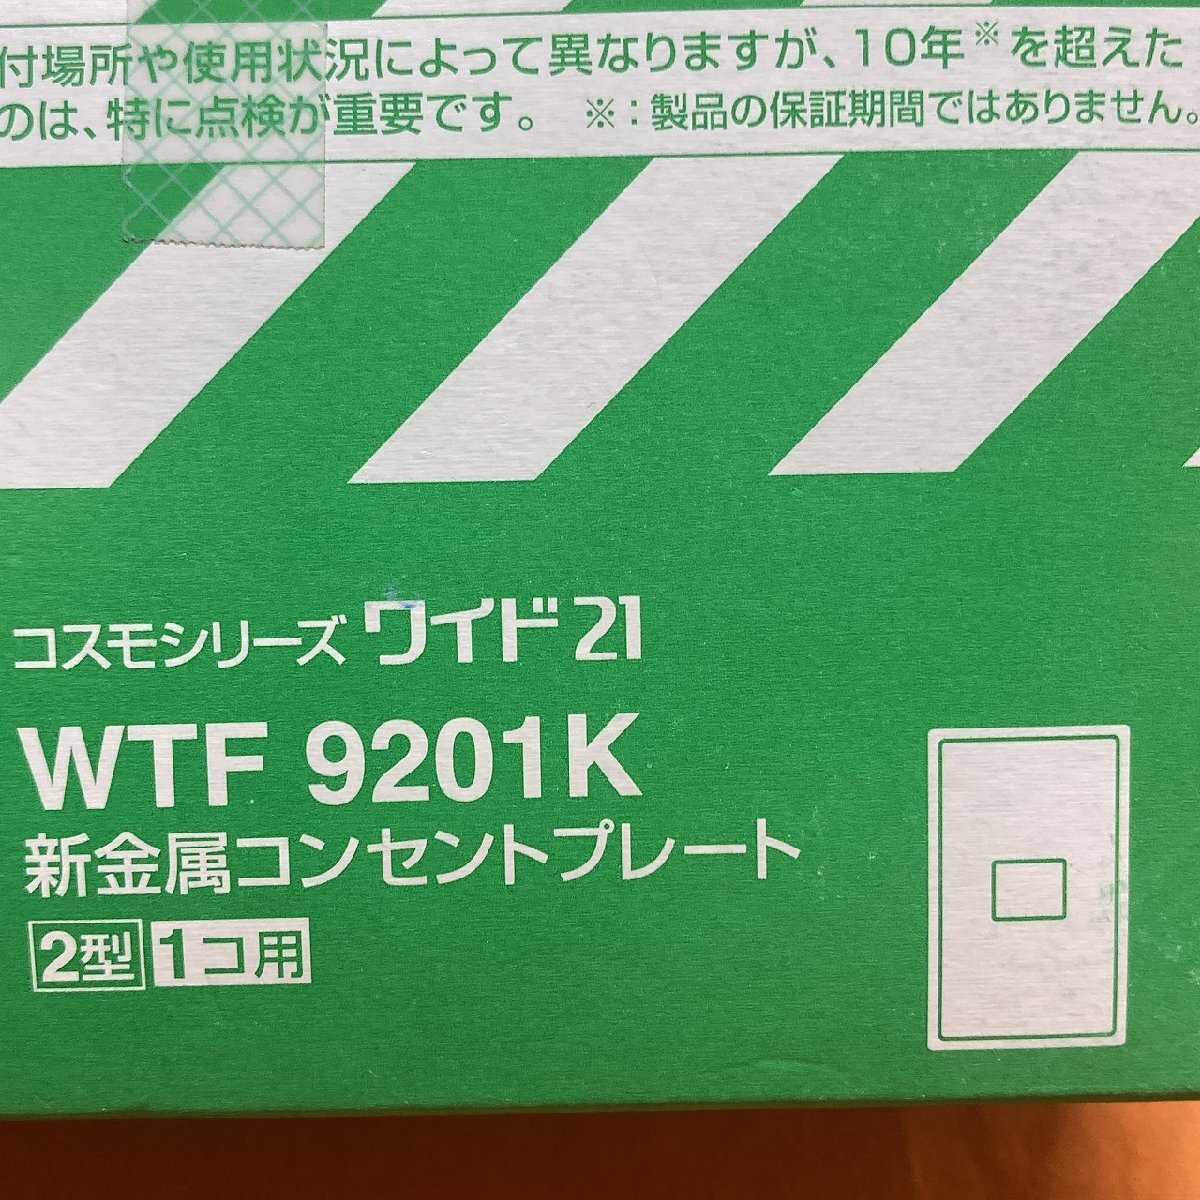 付場所や使用状況によって異なりますが、10年※を超えた
のは、特に点検が重要です。 ※：製品の保証期間ではありません。
コスモシリーズ ワイド21
WTF 9201K
新金属コンセントプレート
2型 1コ用